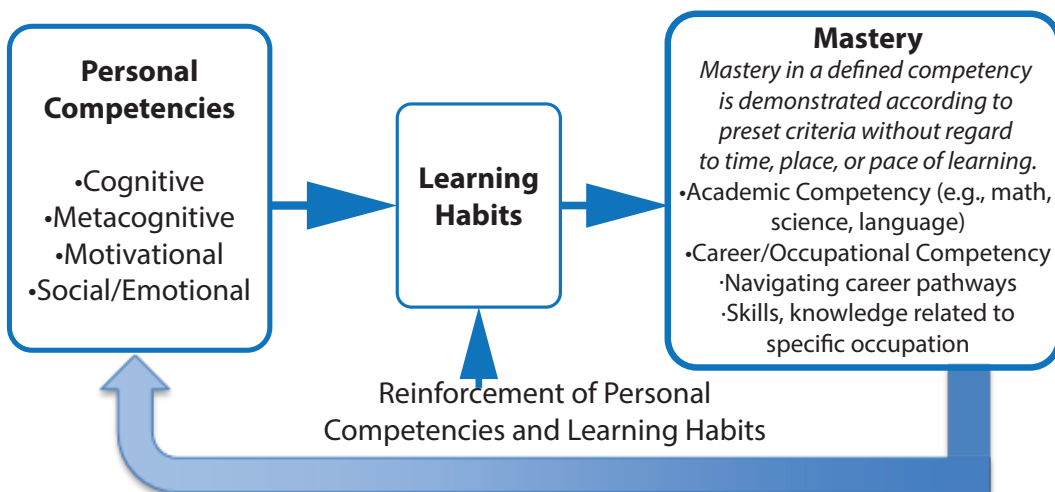 Personal
Competencies
•Cognitive
•Metacognitive
•Motivational
•Social/Emotional
Learning
Habits
Mastery
Mastery in a defined competency
is demonstrated according to
preset criteria without regard
to time, place, or pace of learning.
•Academic Competency (e.g., math,
science, language)
•Career/Occupational Competency
·Navigating career pathways
·Skills, knowledge related to
specific occupation
Reinforcement of Personal
Competencies and Learning Habits